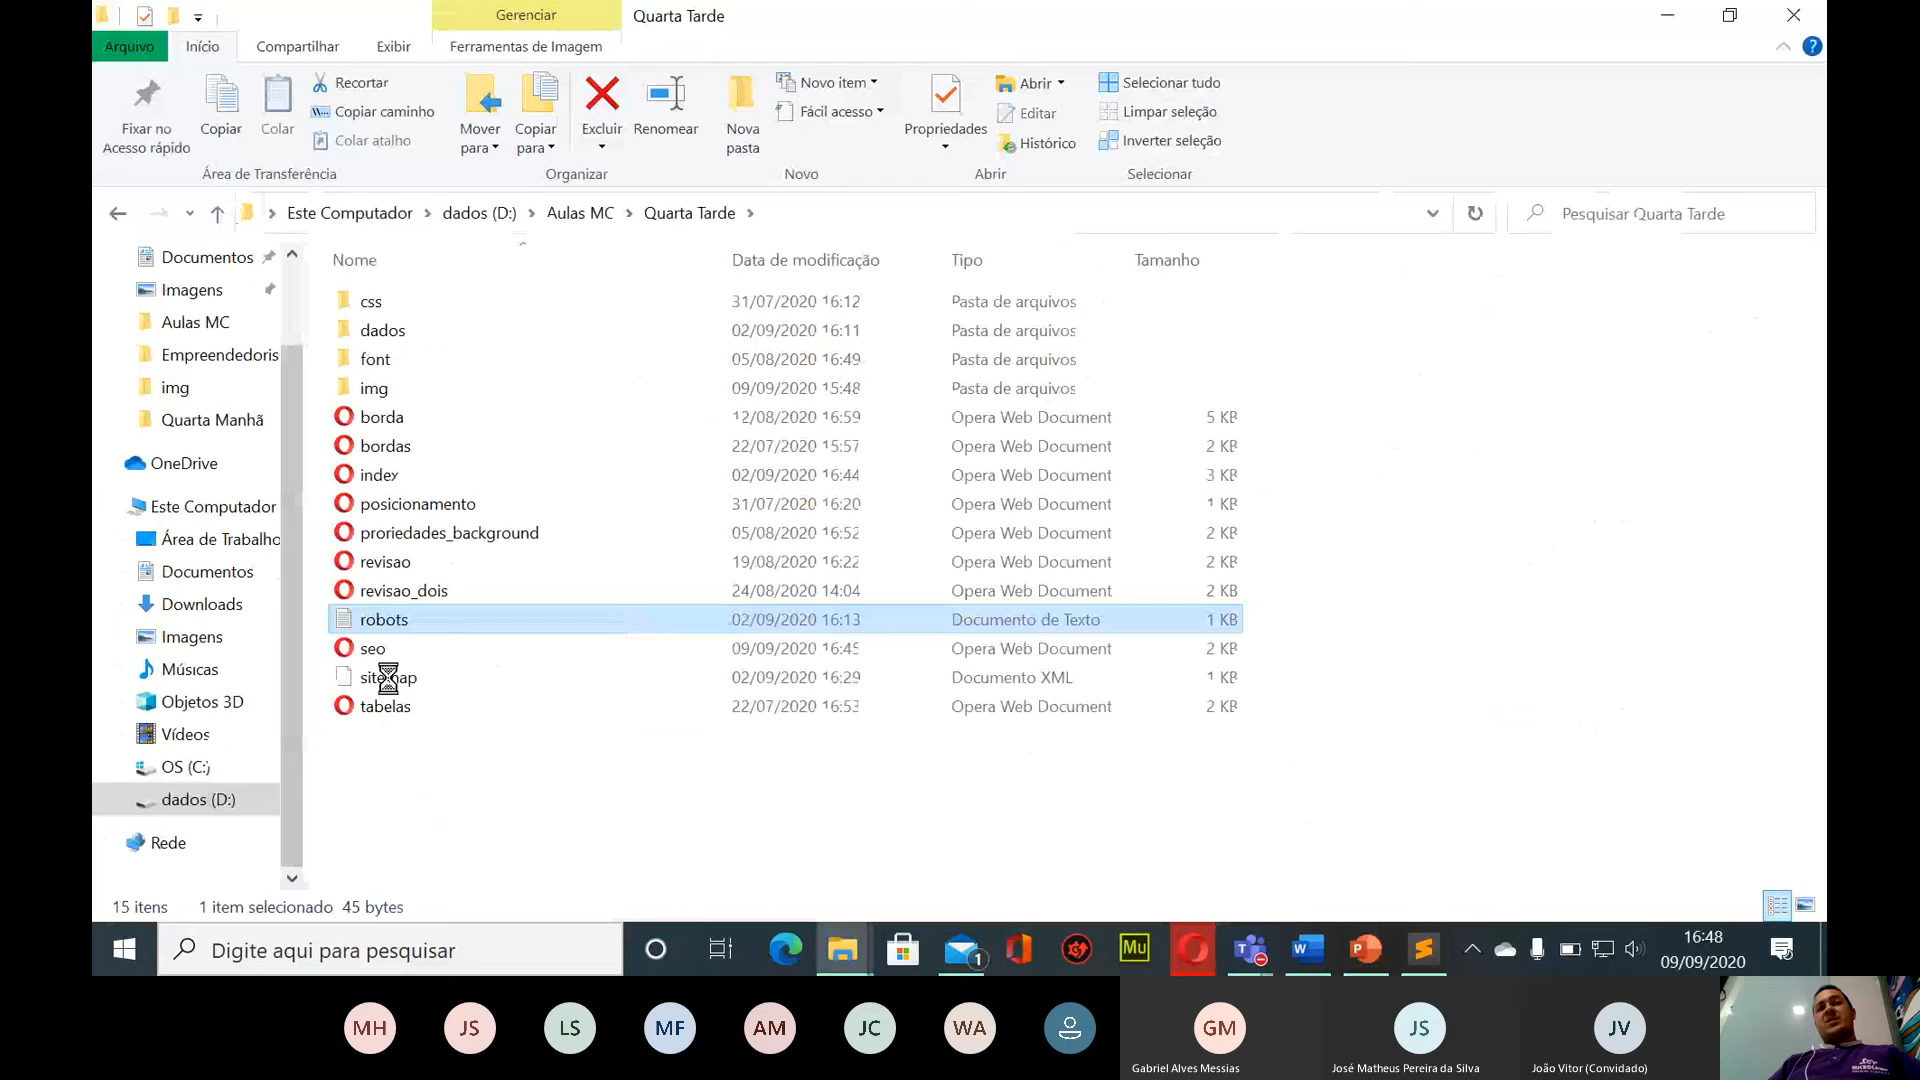 Gerenciar
Quarta Tarde
Arquivo
Início
Compartilhar
Exibir
Ferramentas de Imagem
Fixar no
Acesso rápido
Copiar
Colar
Recortar
Copiar caminho
Colar atalho
Mover
para
Copiar
para
Excluir
Renomear
Nova
pasta
Novo item
Fácil acesso
Propriedades
Abrir
Editar
Histórico
Selecionar tudo
Limpar seleção
Inverter seleção
Área de Transferência
Organizar
Novo
Abrir
Selecionar
Este Computador
dados (D:)
Aulas MC
Quarta Tarde
Pesquisar Quarta Tarde
Documentos
Imagens
Aulas MC
Empreendedoris
img
Quarta Manhã
OneDrive
Este Computador
Área de Trabalho
Documentos
Downloads
Imagens
Músicas
Objetos 3D
Vídeos
OS (C:)
dados (D:)
Rede
Nome Data de modificação Tipo Tamanho
css 31/07/2020 16:12 Pasta de arquivos
dados 02/09/2020 16:11 Pasta de arquivos
font 05/08/2020 16:49 Pasta de arquivos
img 09/09/2020 15:48 Pasta de arquivos
borda 12/08/2020 16:59 Opera Web Document 5 KB
bordas 22/07/2020 15:57 Opera Web Document 2 KB
index 02/09/2020 16:44 Opera Web Document 3 KB
posicionamento 31/07/2020 16:20 Opera Web Document 1 KB
proriedades_background 05/08/2020 16:52 Opera Web Document 2 KB
revisao 19/08/2020 16:22 Opera Web Document 2 KB
revisao_dois 24/08/2020 14:04 Opera Web Document 2 KB
robots 02/09/2020 16:13 Documento de Texto 1 KB
seo 09/09/2020 16:45 Opera Web Document 2 KB
sitemap 02/09/2020 16:29 Documento XML 1 KB
tabelas 22/07/2020 16:53 Opera Web Document 2 KB
15 itens 1 item selecionado 45 bytes
Digite aqui para pesquisar
1
Mu
16:48
09/09/2020
MH
JS
LS
MF
AM
JC
WA
GM
JS
JV
Gabriel Alves Messias
José Matheus Pereira da Silva
João Vitor (Convidado)